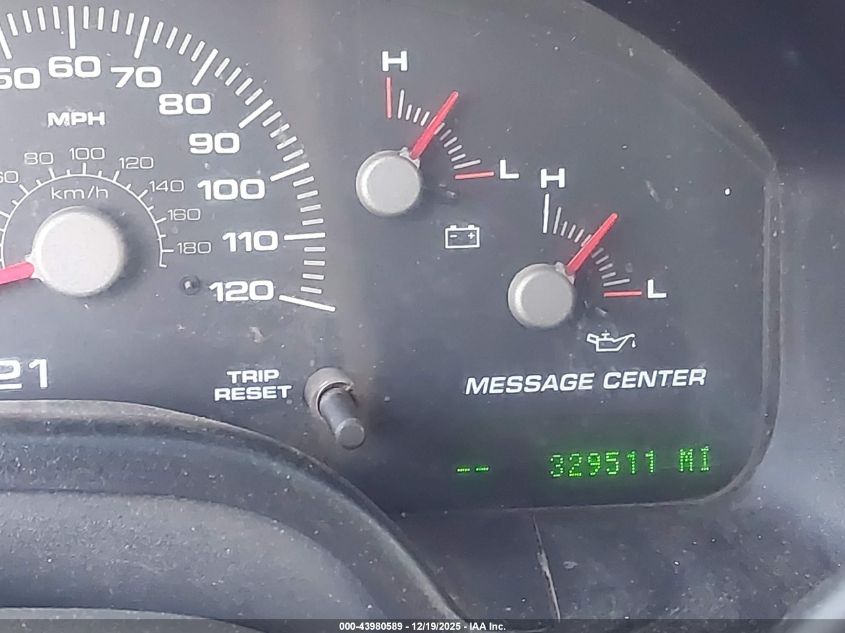 50 60 70 80 90 100 110 120
MPH
60 80 100 120 140 160 180
km/h
H
L
H
L
21
TRIP
RESET
MESSAGE CENTER
-- 329511 MI
000-43980589 - 12/19/2025 - IAA Inc.